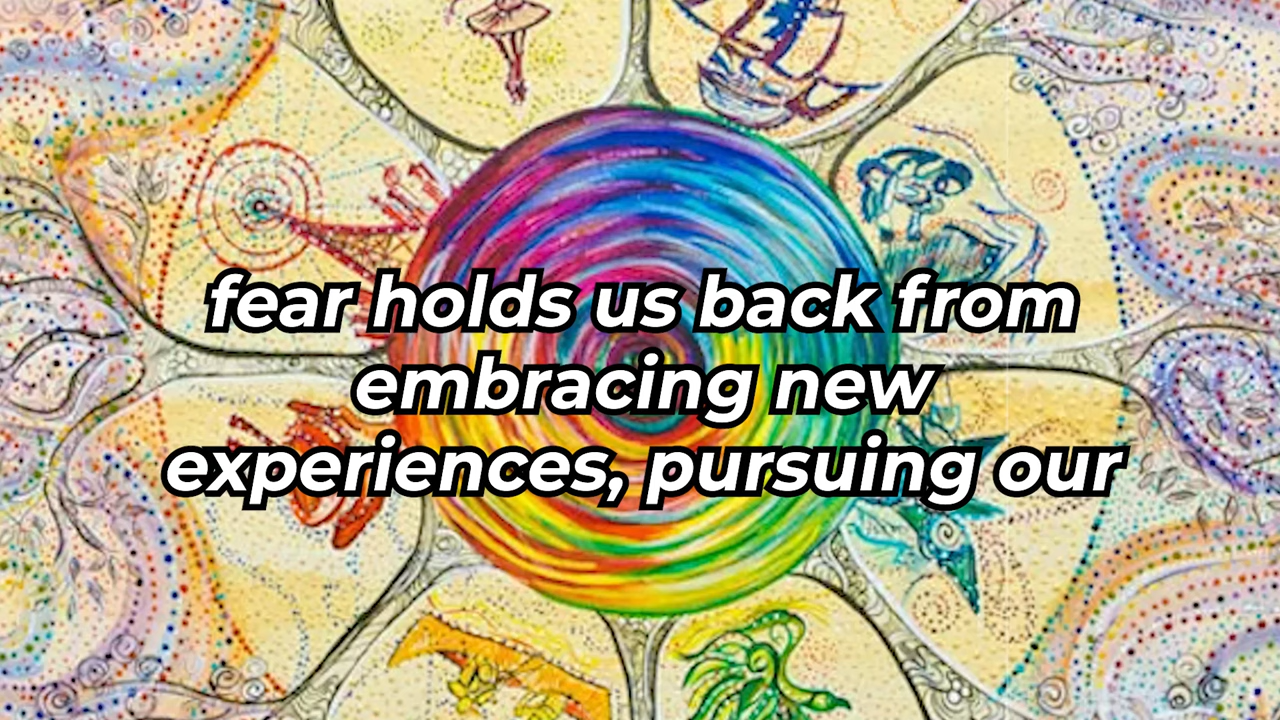 fear holds us back from
embracing new
experiences, pursuing our